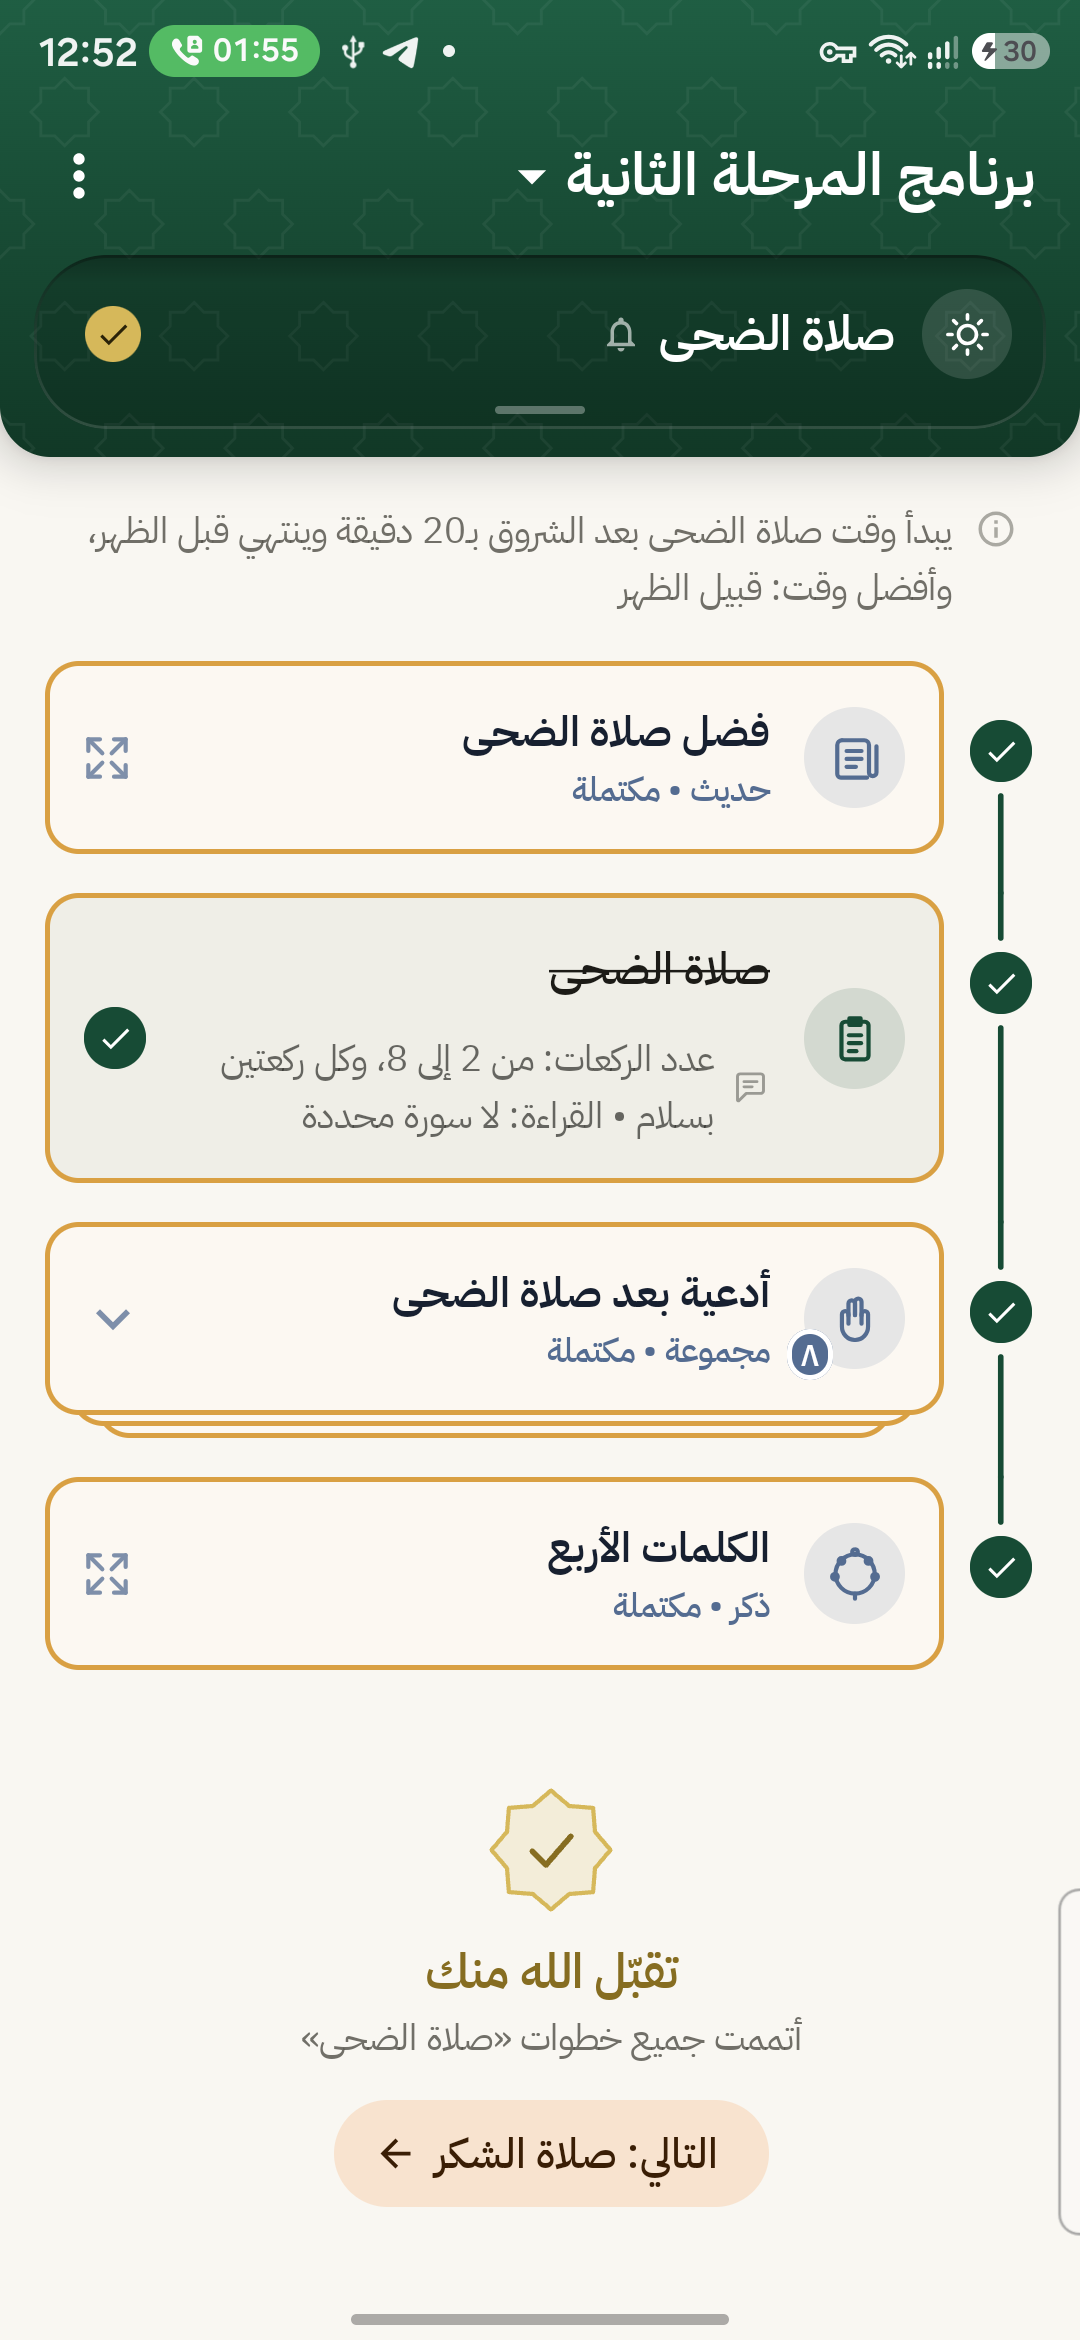 12:52
01:55
30
برنامج المرحلة الثانية
صلاة الضحى
يبدأ وقت صلاة الضحى بعد الشروق بـ20 دقيقة وينتهي قبل الظهر،
وأفضل وقت: قبيل الظهر
فضل صلاة الضحى
حديث • مكتملة
صلاة الضحى
عدد الركعات: من 2 إلى 8، وكل ركعتين
بسلام • القراءة: لا سورة محددة
أدعية بعد صلاة الضحى
مجموعة • مكتملة
٨
الكلمات الأربع
ذكر • مكتملة
تقبّل الله منك
أتممت جميع خطوات «صلاة الضحى»
التالي: صلاة الشكر